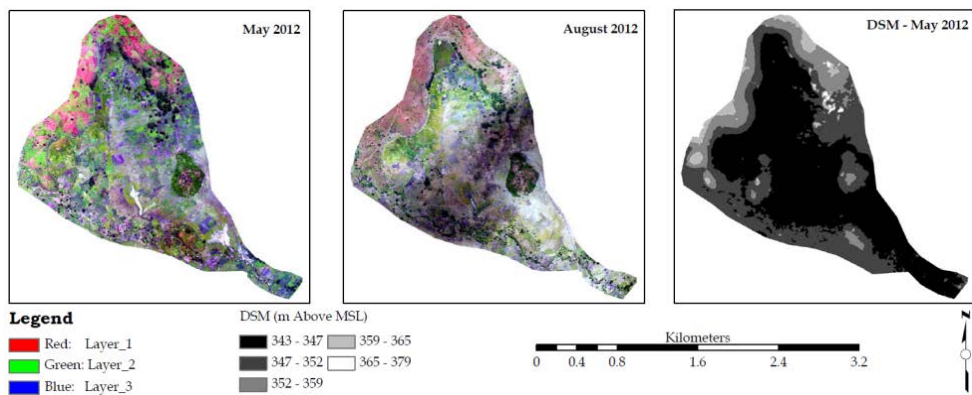 May 2012
August 2012
DSM - May 2012
Legend
Red: Layer_1
Green: Layer_2
Blue: Layer_3
DSM (m Above MSL)
343 - 347
359 - 365
347 - 352
365 - 379
352 - 359
Kilometers
0 0.4 0.8 1.6 2.4 3.2
N